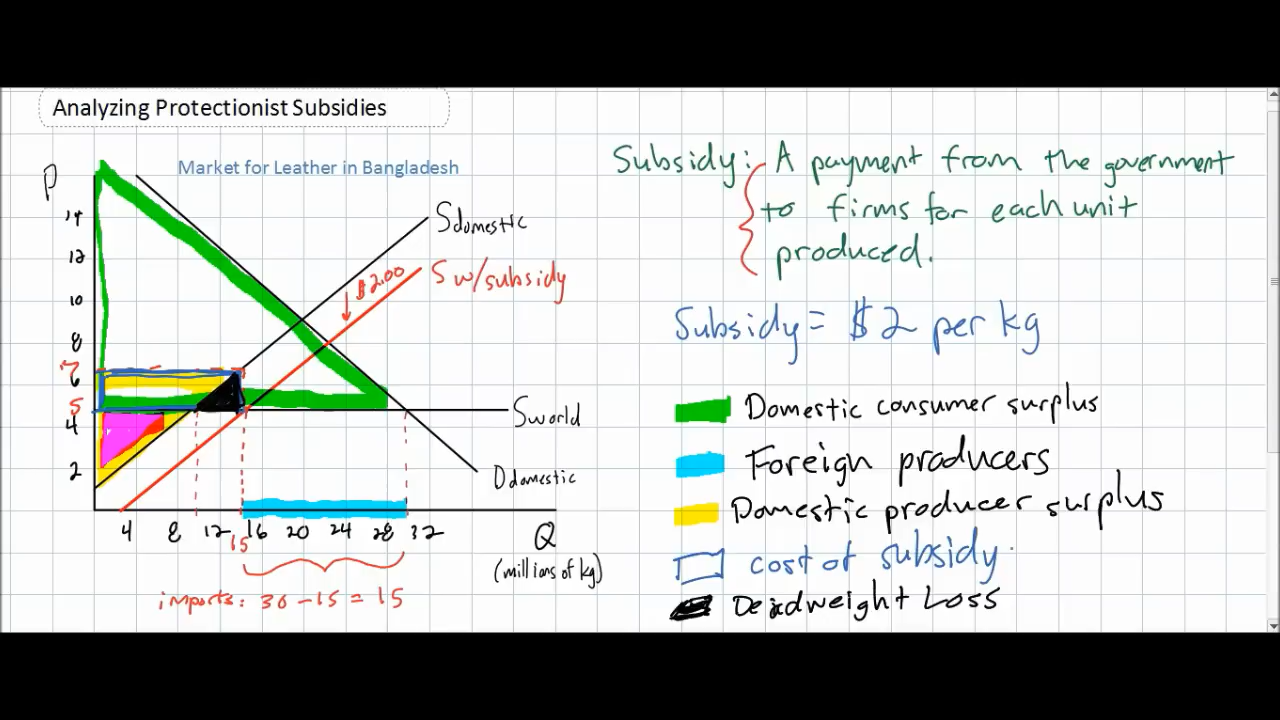 Analyzing Protectionist Subsidies
Market for Leather in Bangladesh
P
14
12
10
8
7
6
5
4
2
Sdomestic
S w/subsidy
$2.00
Sworld
Ddomestic
4 8 12 16 20 24 28 32 Q
15
(millions of kg)
imports: 30 - 15 = 15
Subsidy: A payment from the government
to firms for each unit
produced.
Subsidy = $2 per kg
Domestic consumer surplus
Foreign producers
Domestic producer surplus
cost of subsidy
Deadweight Loss